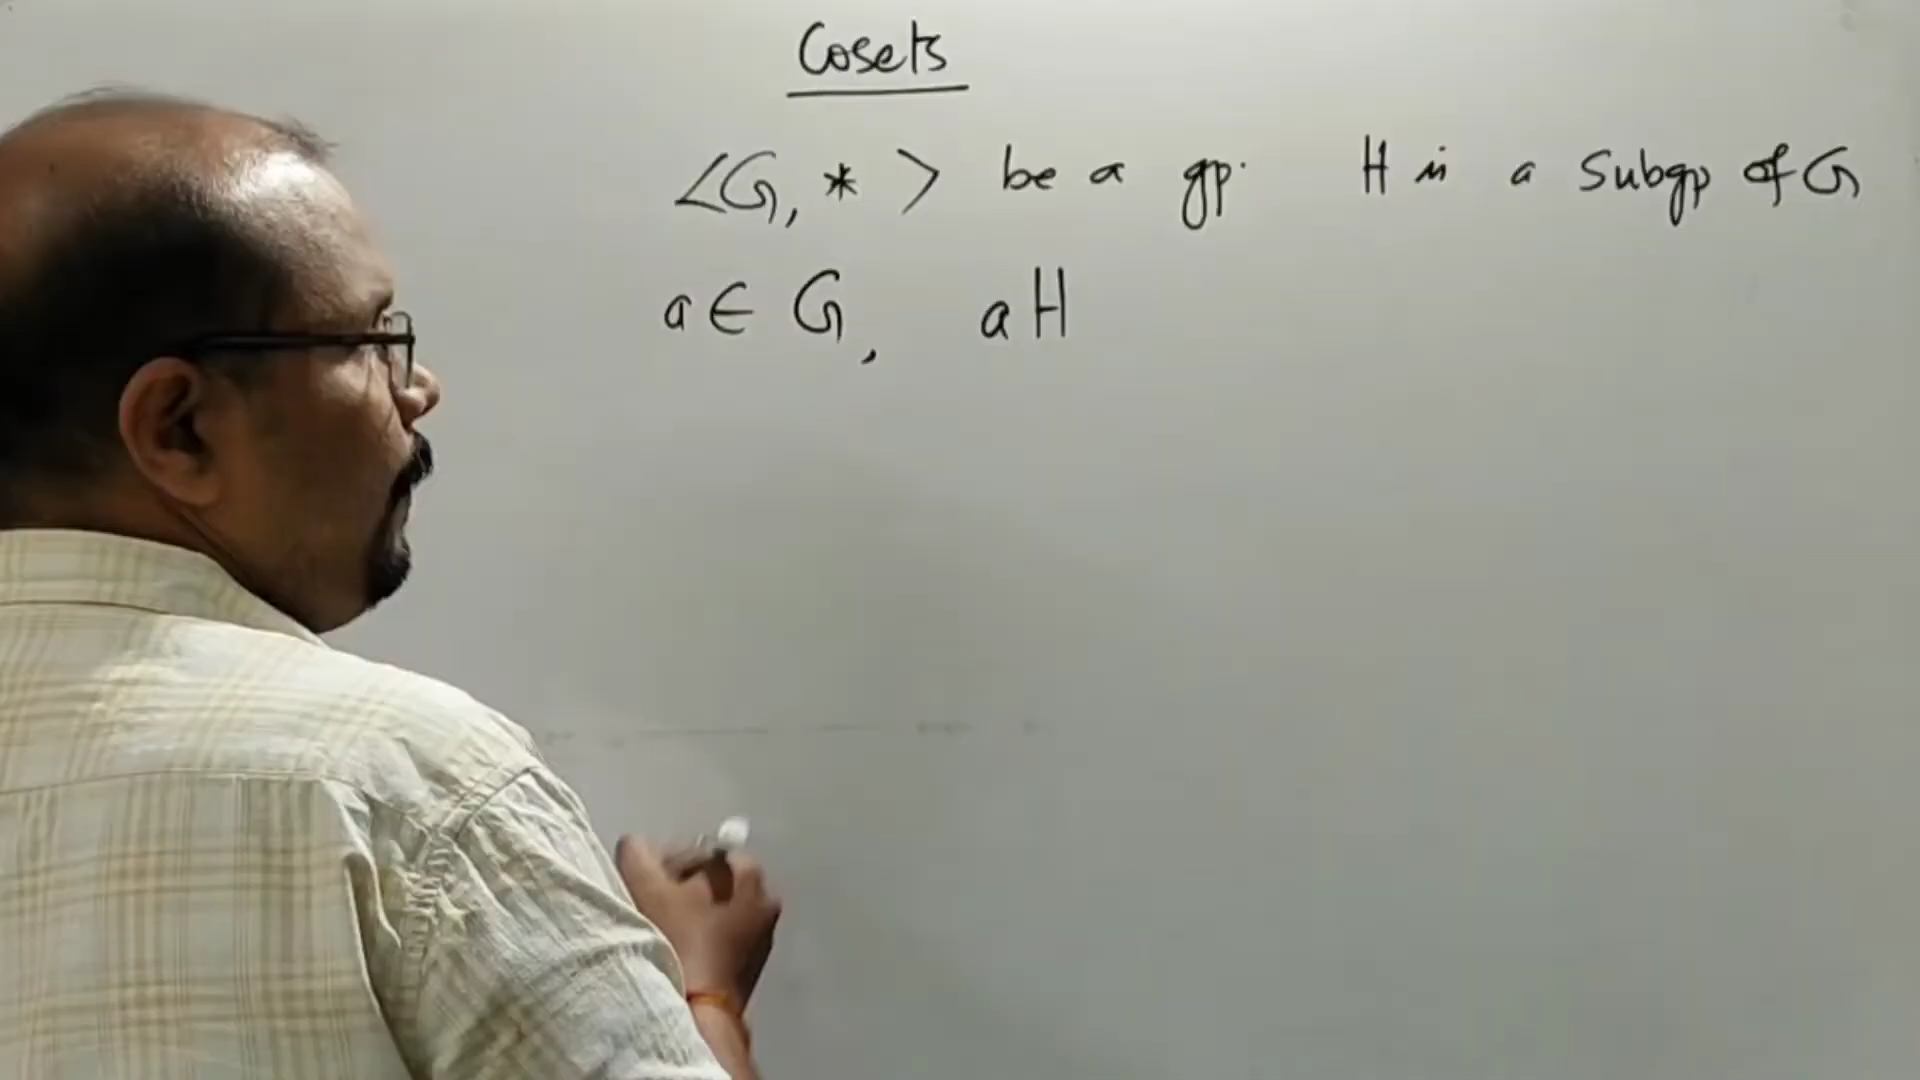 Cosets
<G, *> be a gp. H is a Subgp of G
a ∈ G, aH